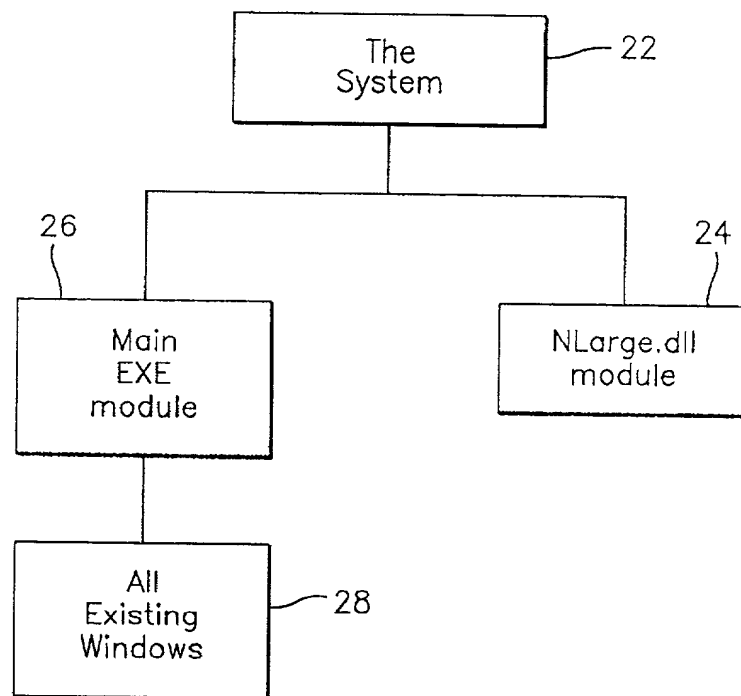 The
System
22
26
24
Main
EXE
module
NLarge.dll
module
All
Existing
Windows
28